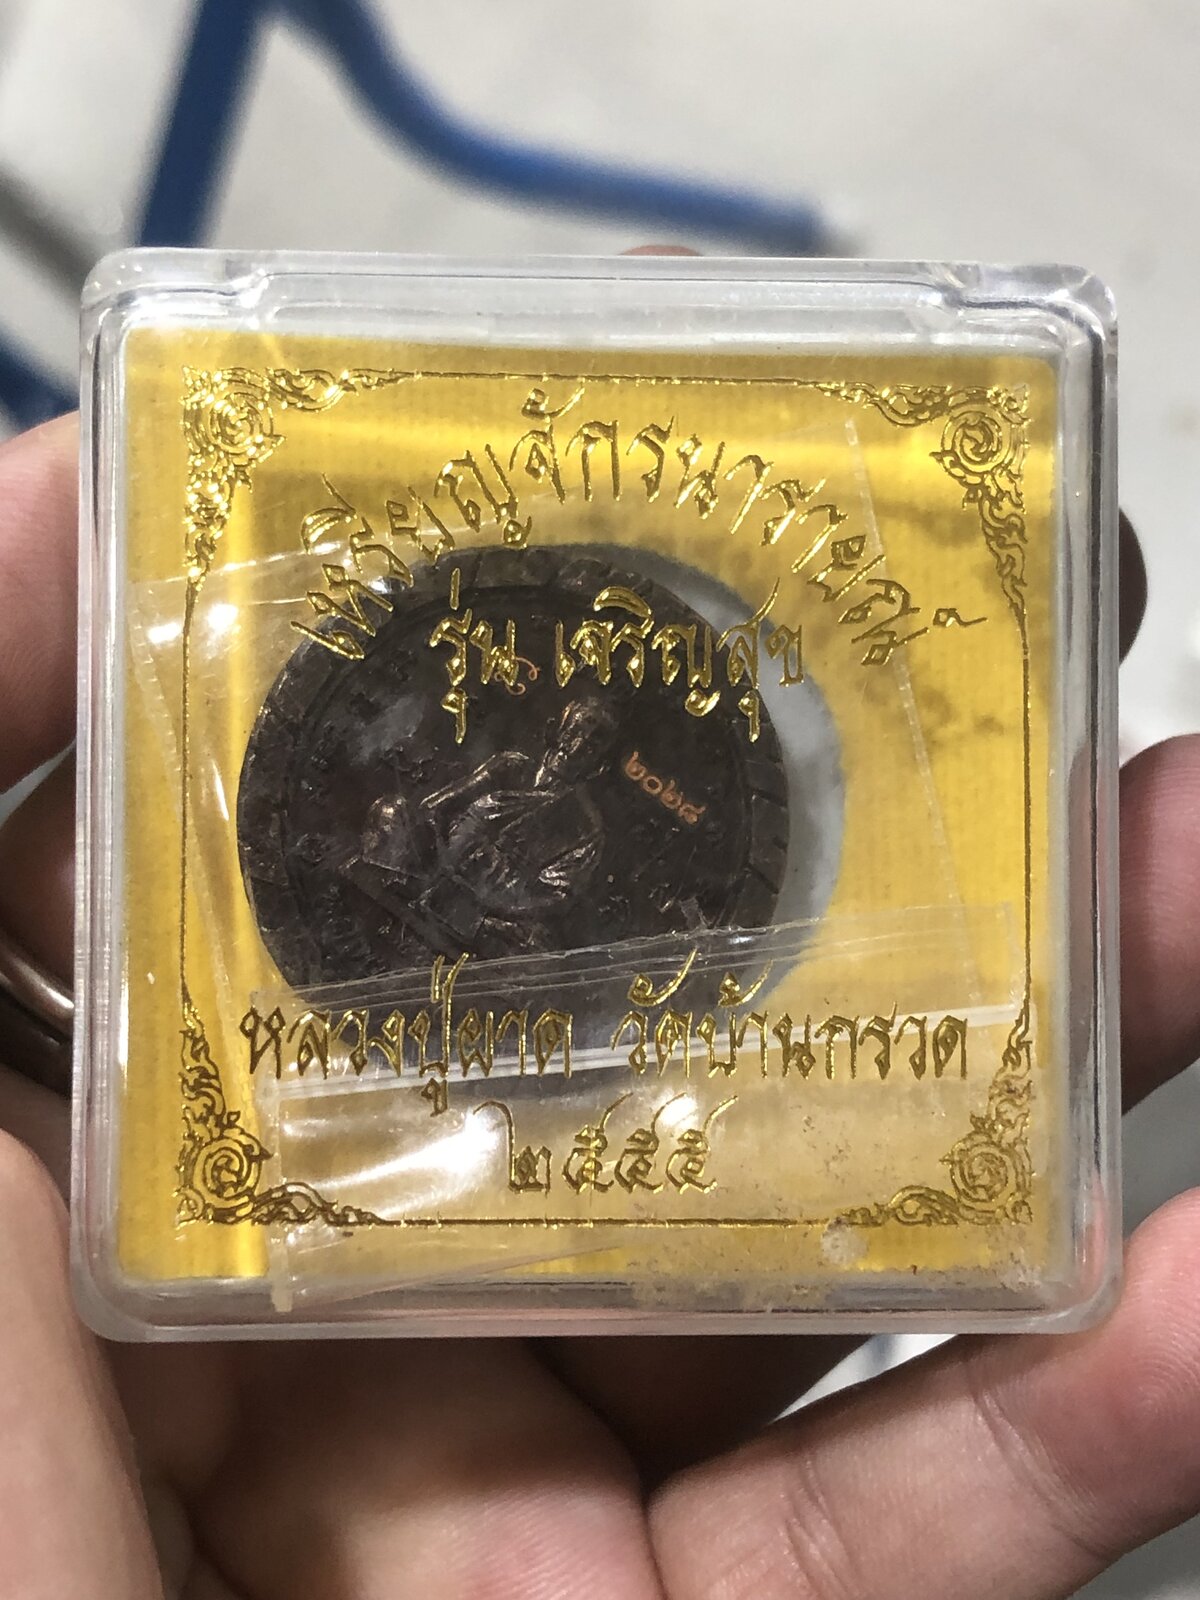 เหรียญจักรนารายณ์
รุ่น เจริญสุข
๒๐๒๘
หลวงปู่ผาด วัดบ้านกรวด
๒๕๕๕